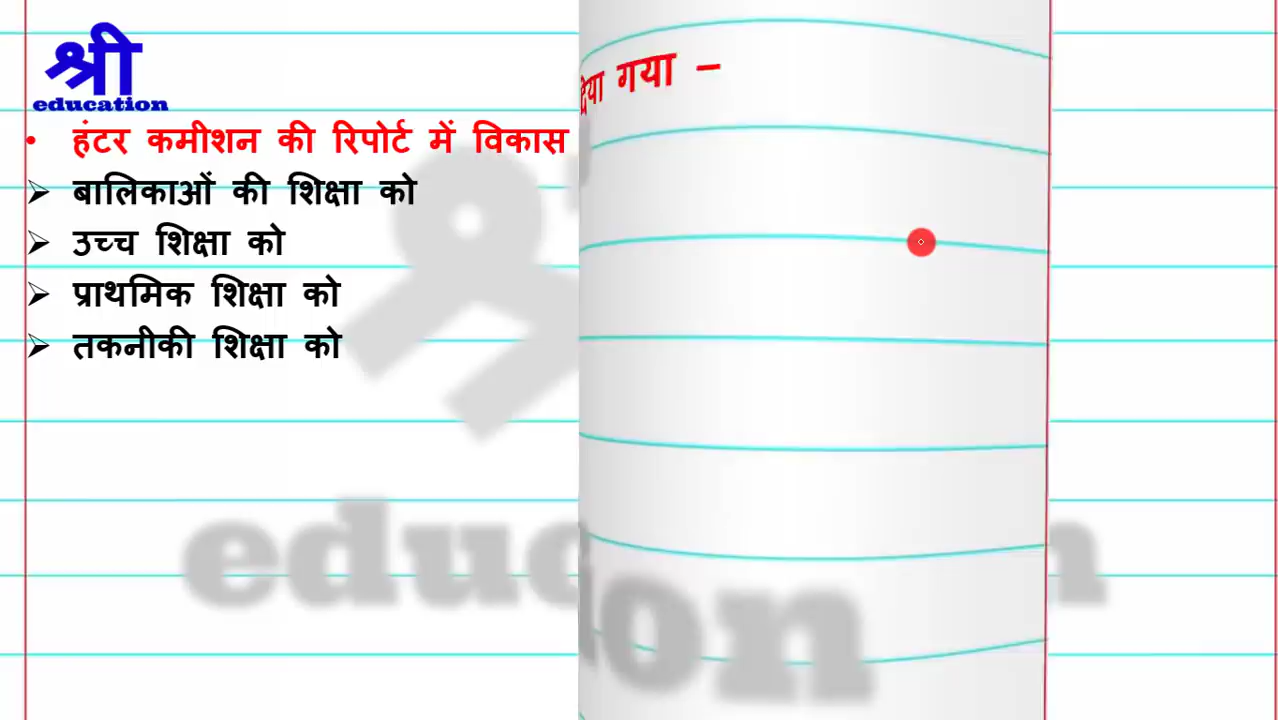 श्री
education
• हंटर कमीशन की रिपोर्ट में विकास दिया गया –
➢ बालिकाओं की शिक्षा को
➢ उच्च शिक्षा को
➢ प्राथमिक शिक्षा को
➢ तकनीकी शिक्षा को